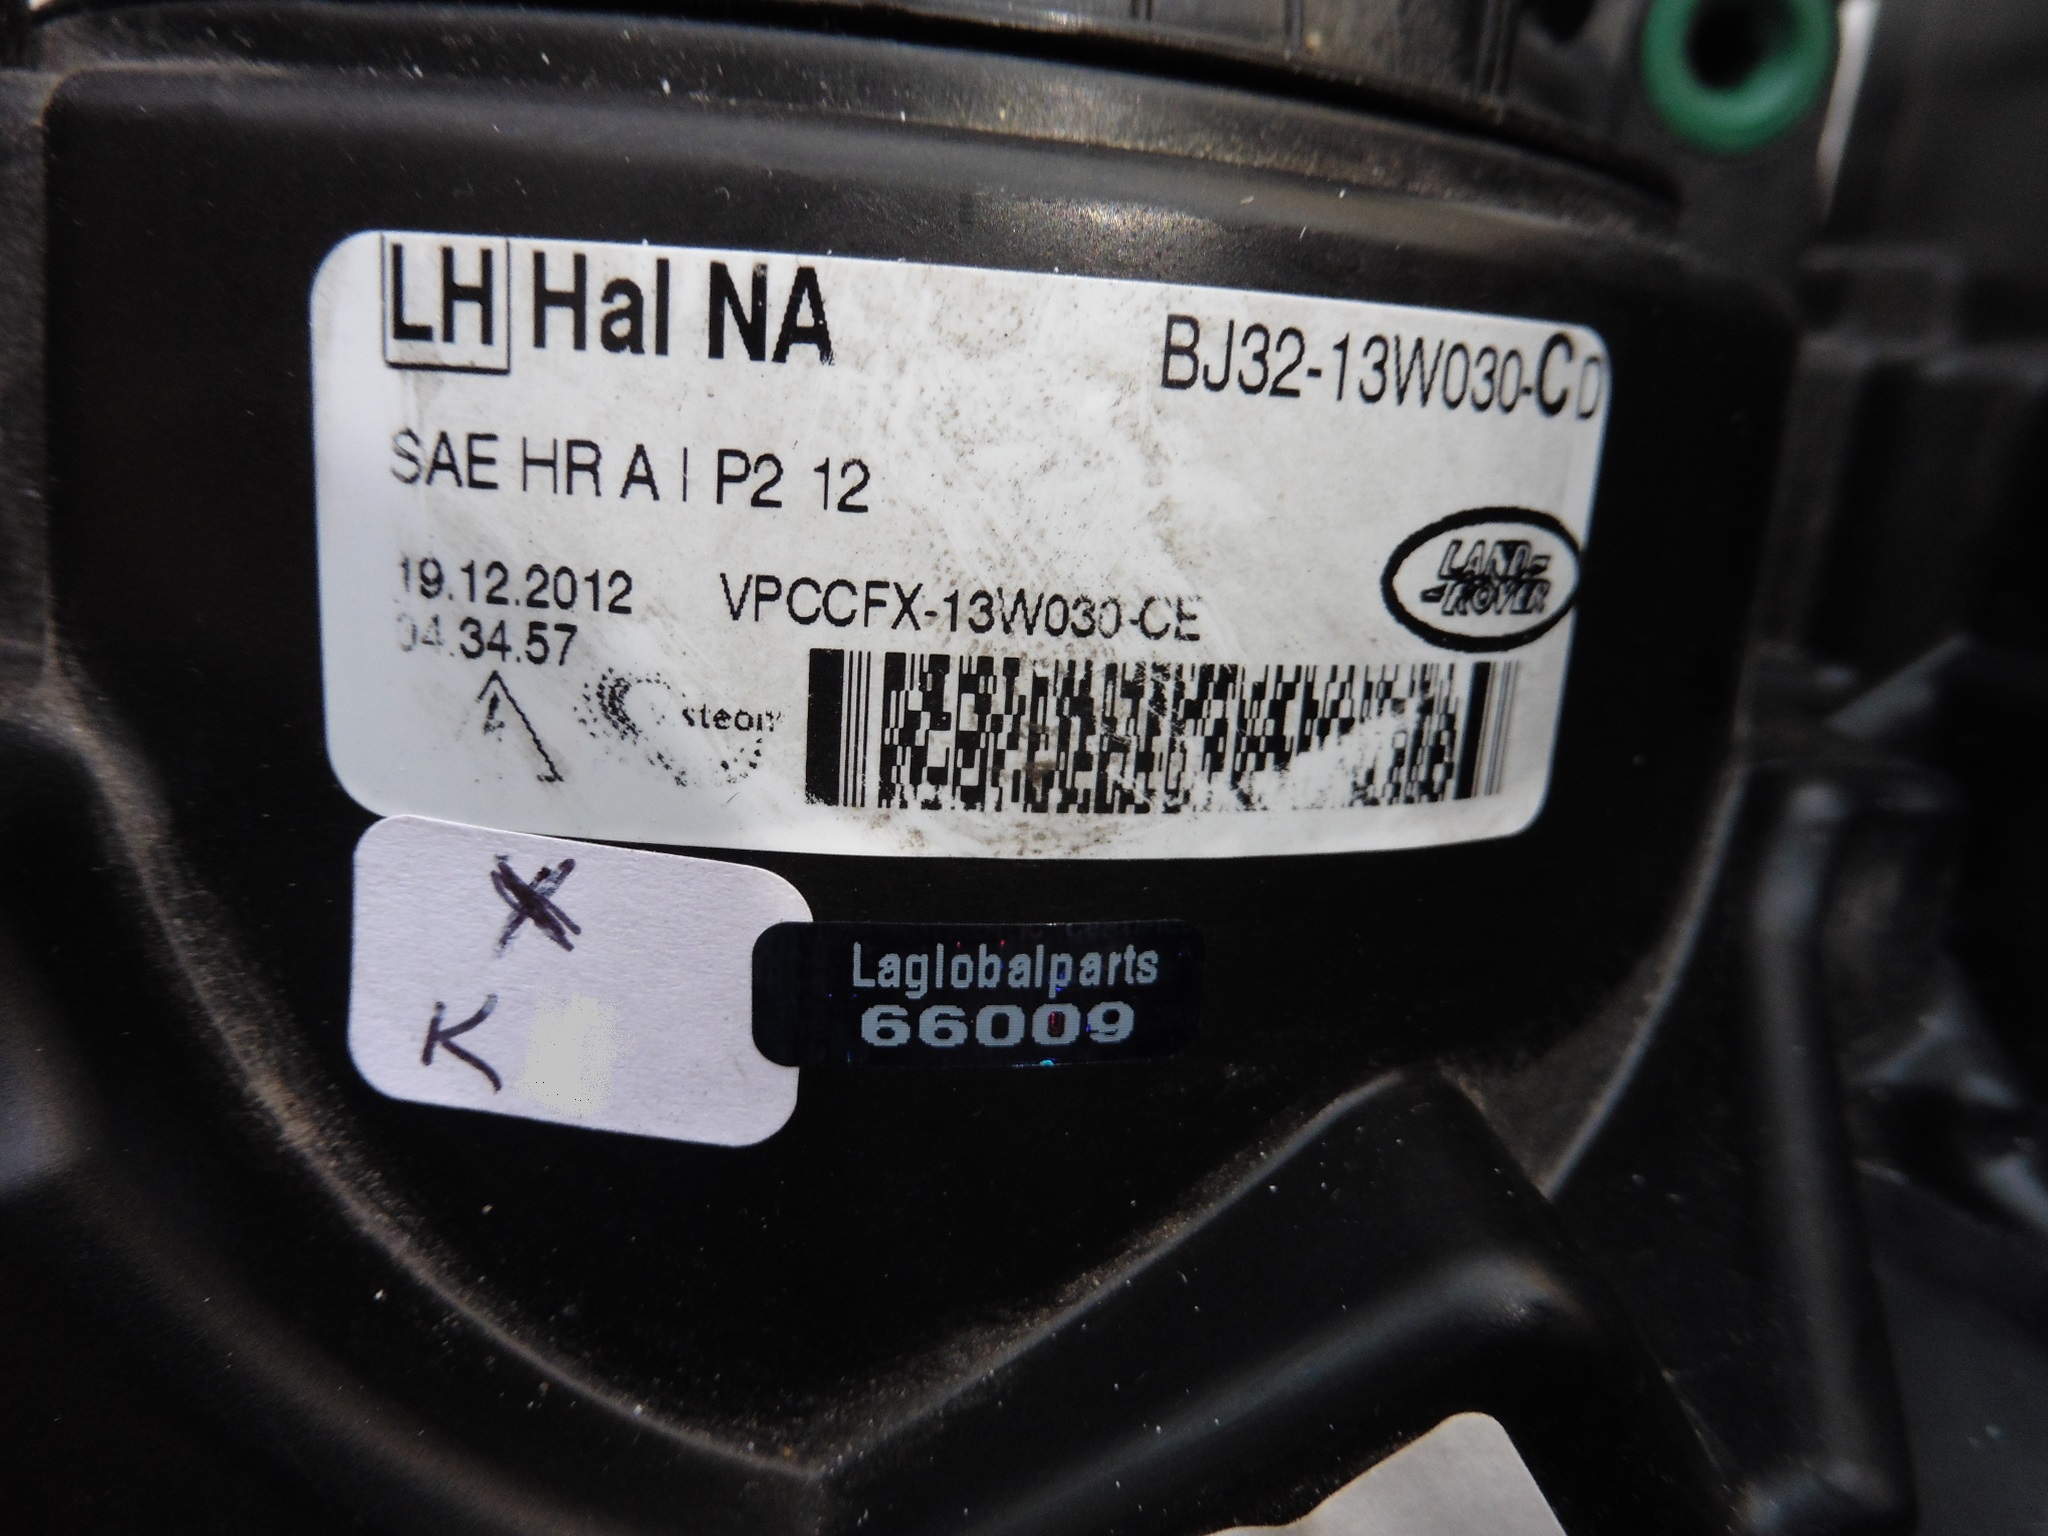 LH Hal NA
BJ32-13W030-CD
SAE HR A I P2 12
19.12.2012
VPCCFX-13W030-CE
04.34.57
LAND-
-ROVER
steon
X
K
Laglobalparts
66009